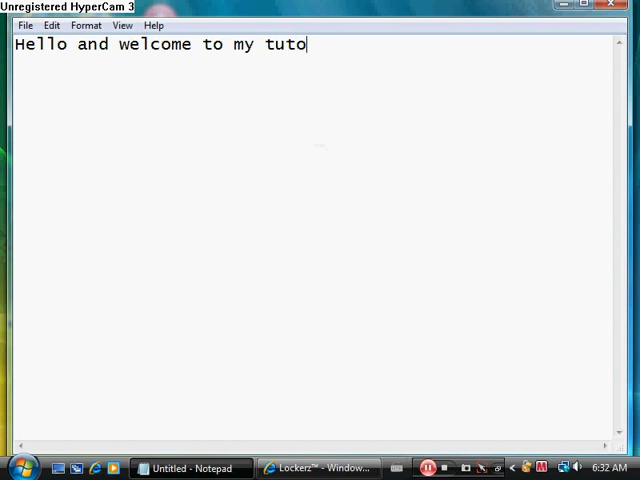 Unregistered HyperCam 3
File Edit Format View Help
Hello and welcome to my tuto
Untitled - Notepad
Lockerz™ - Window...
6:32 AM